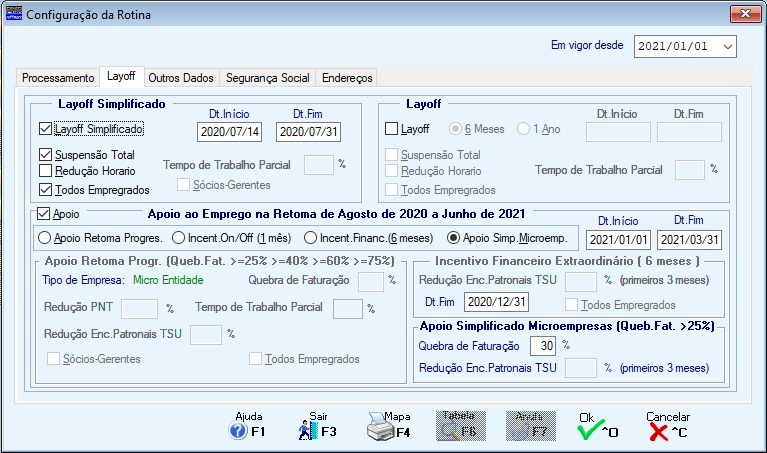 Configuração da Rotina
Em vigor desde 2021/01/01
Processamento Layoff Outros Dados Segurança Social Endereços
Layoff Simplificado
Dt.Início Dt.Fim
Layoff Simplificado 2020/07/14 2020/07/31
Suspensão Total
Redução Horario Tempo de Trabalho Parcial %
Todos Empregrados Sócios-Gerentes
Layoff
Dt.Início Dt.Fim
Layoff 6 Meses 1 Ano
Suspensão Total
Redução Horario Tempo de Trabalho Parcial %
Todos Empregrados
Apoio Apoio ao Emprego na Retoma de Agosto de 2020 a Junho de 2021 Dt.Início Dt.Fim
Apoio Retoma Progres. Incent.On/Off (1 mês) Incent.Financ.(6 meses) Apoio Simp.Microemp. 2021/01/01 2021/03/31
Apoio Retoma Progr. (Queb.Fat. >=25% >=40% >=60% >=75%)
Tipo de Empresa: Micro Entidade Quebra de Faturação %
Redução PNT % Tempo de Trabalho Parcial %
Redução Enc.Patronais TSU %
Sócios-Gerentes Todos Empregrados
Incentivo Financeiro Extraordinário ( 6 meses )
Redução Enc.Patronais TSU % (primeiros 3 meses)
Dt.Fim 2020/12/31 Todos Empregrados
Apoio Simplificado Microempresas (Queb.Fat. >25%)
Quebra de Faturação 30 %
Redução Enc.Patronais TSU % (primeiros 3 meses)
Ajuda F1 Sair F3 Mapa F4 Tabela F6 Anula F7 Ok ^O Cancelar ^C